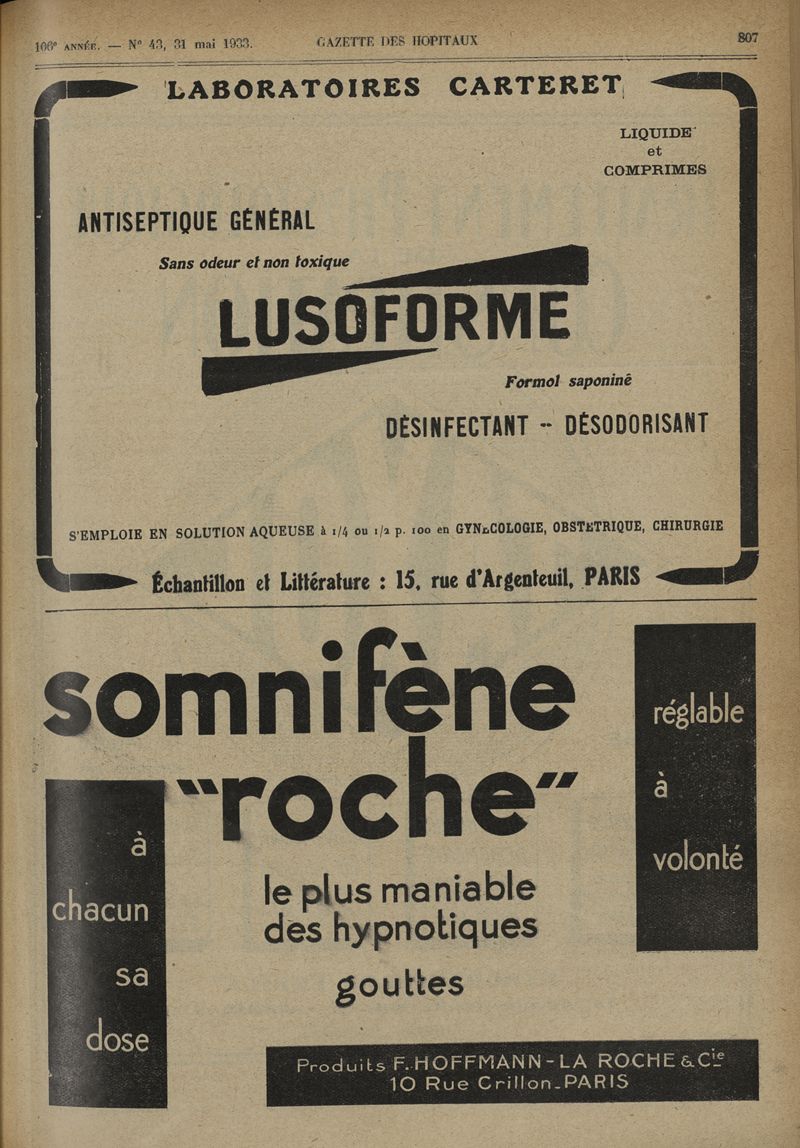 106e ANNÉE. — N° 43, 31 mai 1933.
GAZETTE DES HOPITAUX
807
LABORATOIRES CARTERET
LIQUIDE
et
COMPRIMES
ANTISEPTIQUE GÉNÉRAL
Sans odeur et non toxique
LUSOFORME
Formol saponiné
DÉSINFECTANT -- DÉSODORISANT
S'EMPLOIE EN SOLUTION AQUEUSE à 1/4 ou 1/2 p. 100 en GYNÉCOLOGIE, OBSTÉTRIQUE, CHIRURGIE
Échantillon et Littérature : 15, rue d'Argenteuil, PARIS
somnifène
"roche"
réglable
à
volonté
à
chacun
sa
dose
le plus maniable
des hypnotiques
gouttes
Produits F. HOFFMANN-LA ROCHE & Cie
10 Rue Crillon_PARIS